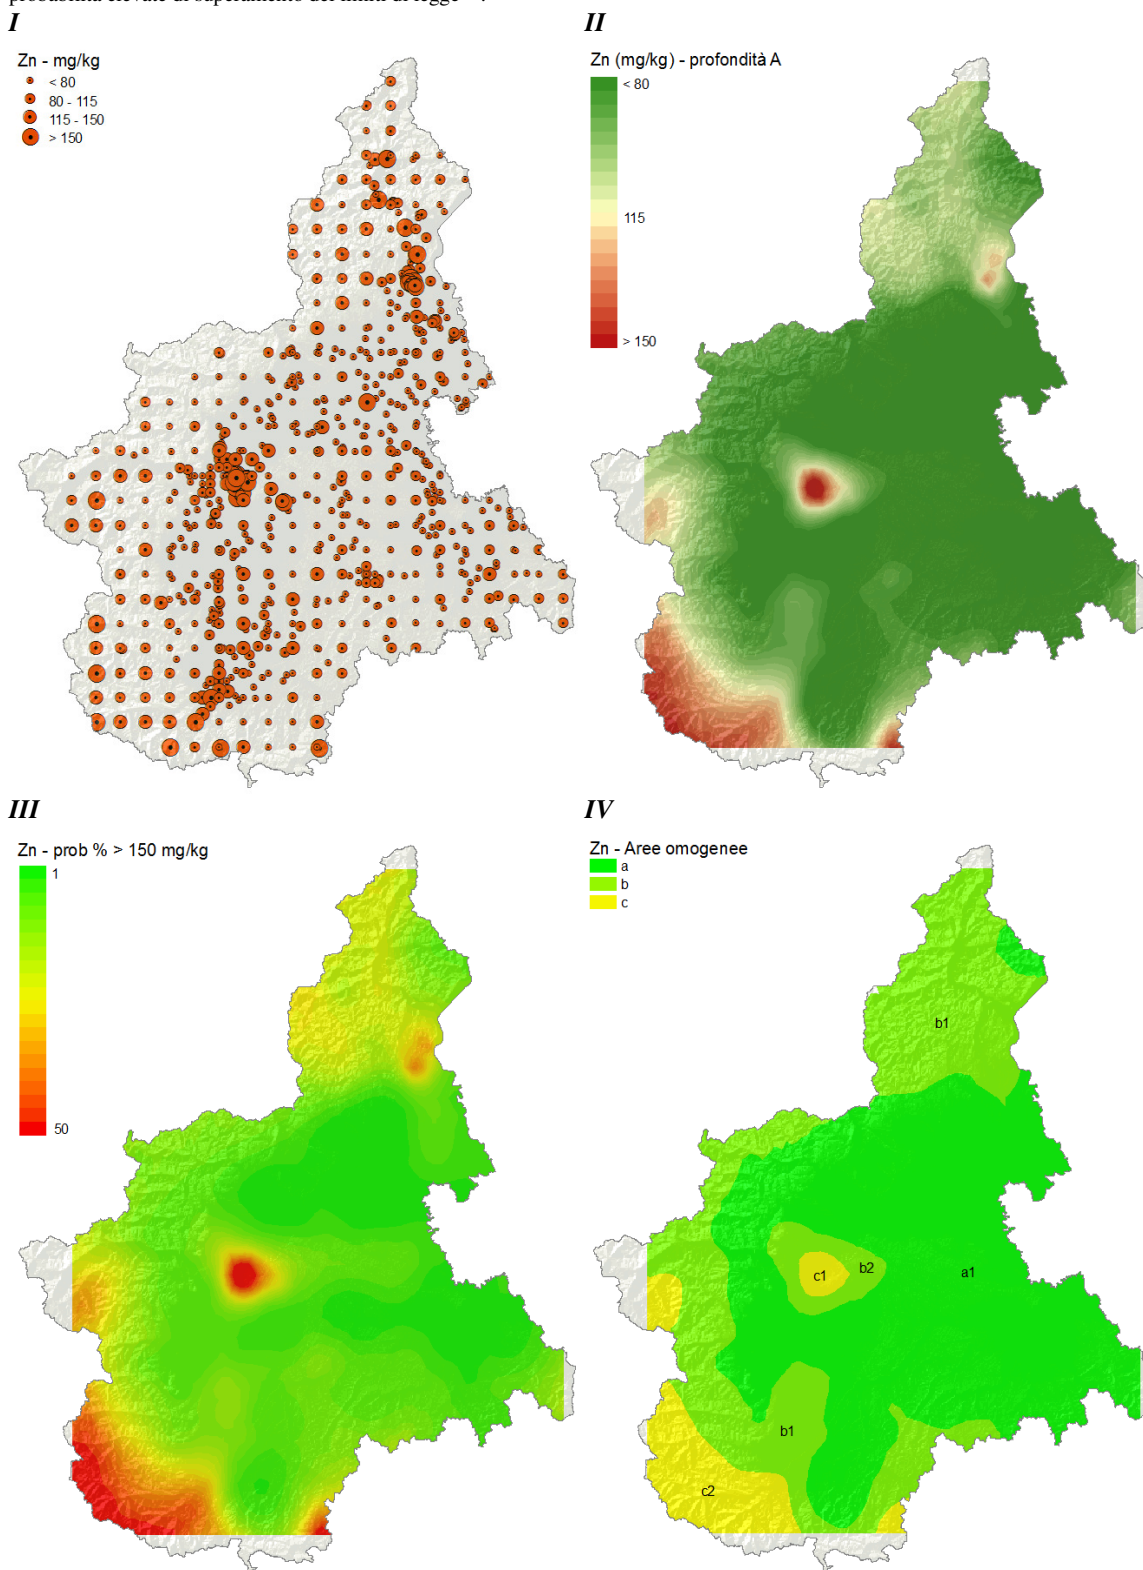 I
Zn - mg/kg
< 80
80 - 115
115 - 150
> 150
II
Zn (mg/kg) - profondità A
< 80
115
> 150
III
Zn - prob % > 150 mg/kg
1
50
IV
Zn - Aree omogenee
a
b
c
b1
c1
b2
a1
b1
c2